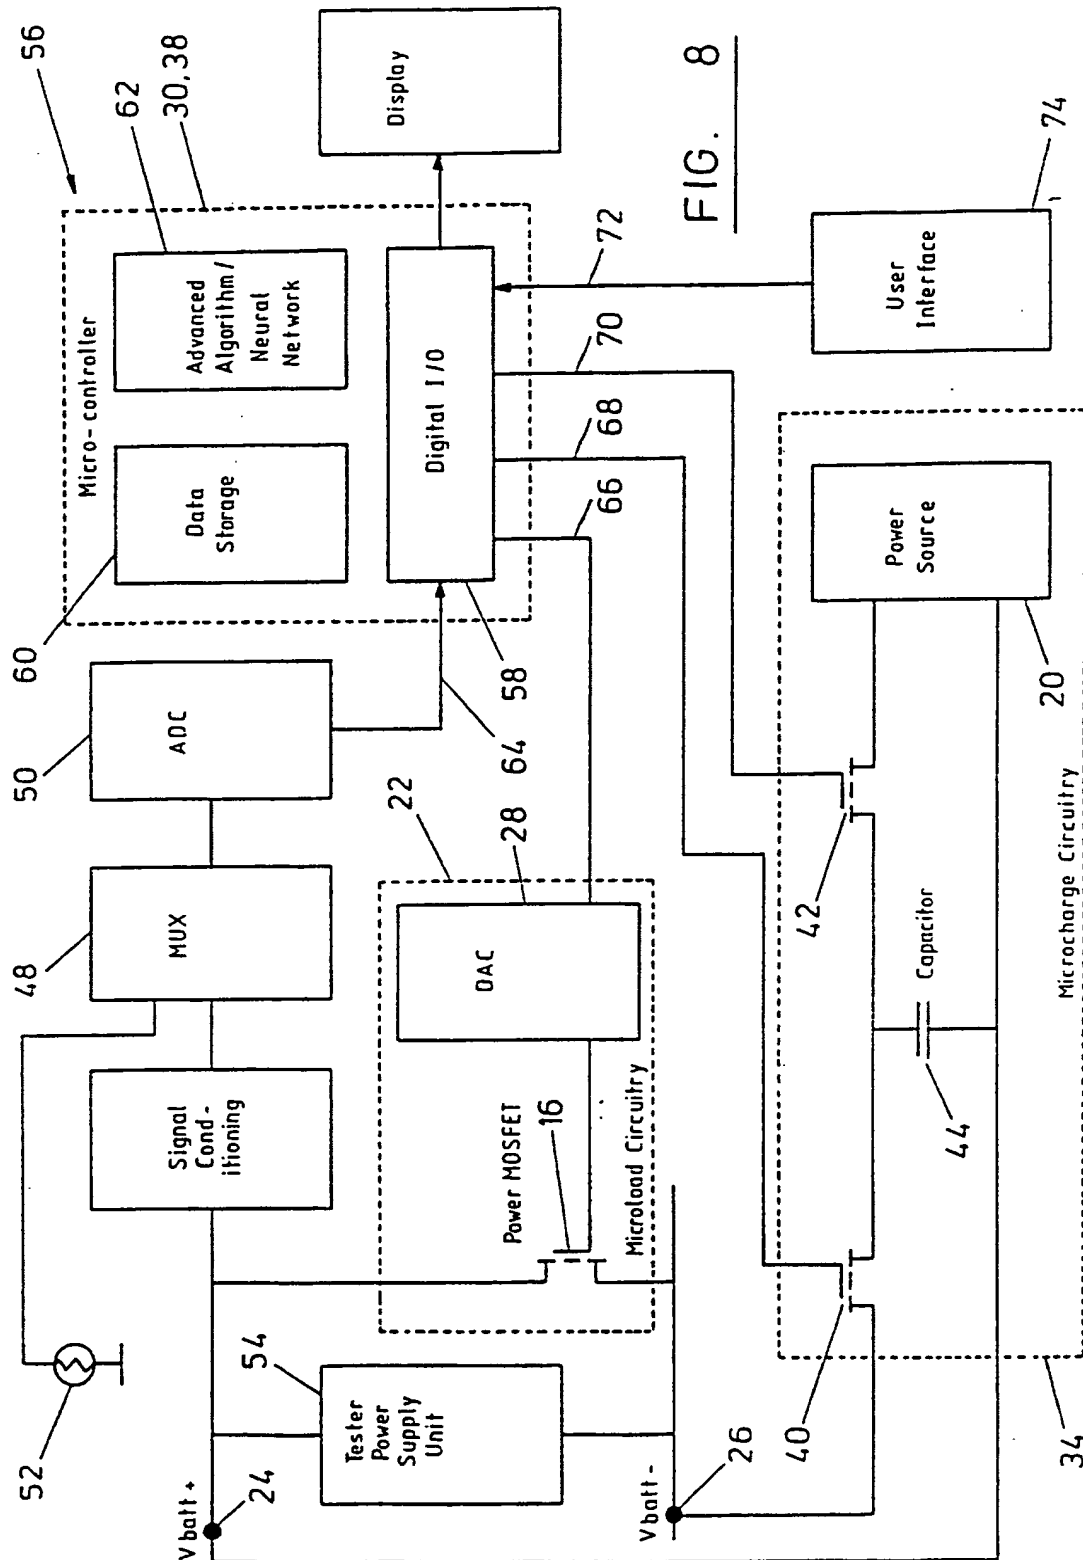 56
62
30,38
Micro-controller
Advanced
Algorithm/
Neural
Network
Data
Storage
Digital I/O
60
Display
FIG. 8
50
ADC
64
58
66
68
70
72
User
Interface
74
48
MUX
Signal
Cond-
itioning
52
22
28
DAC
Power MOSFET
16
Microload Circuitry
54
Tester
Power
Supply
Unit
Vbatt+
24
Vbatt-
26
Power
Source
20
42
Capacitor
44
40
34
Microcharge Circuitry